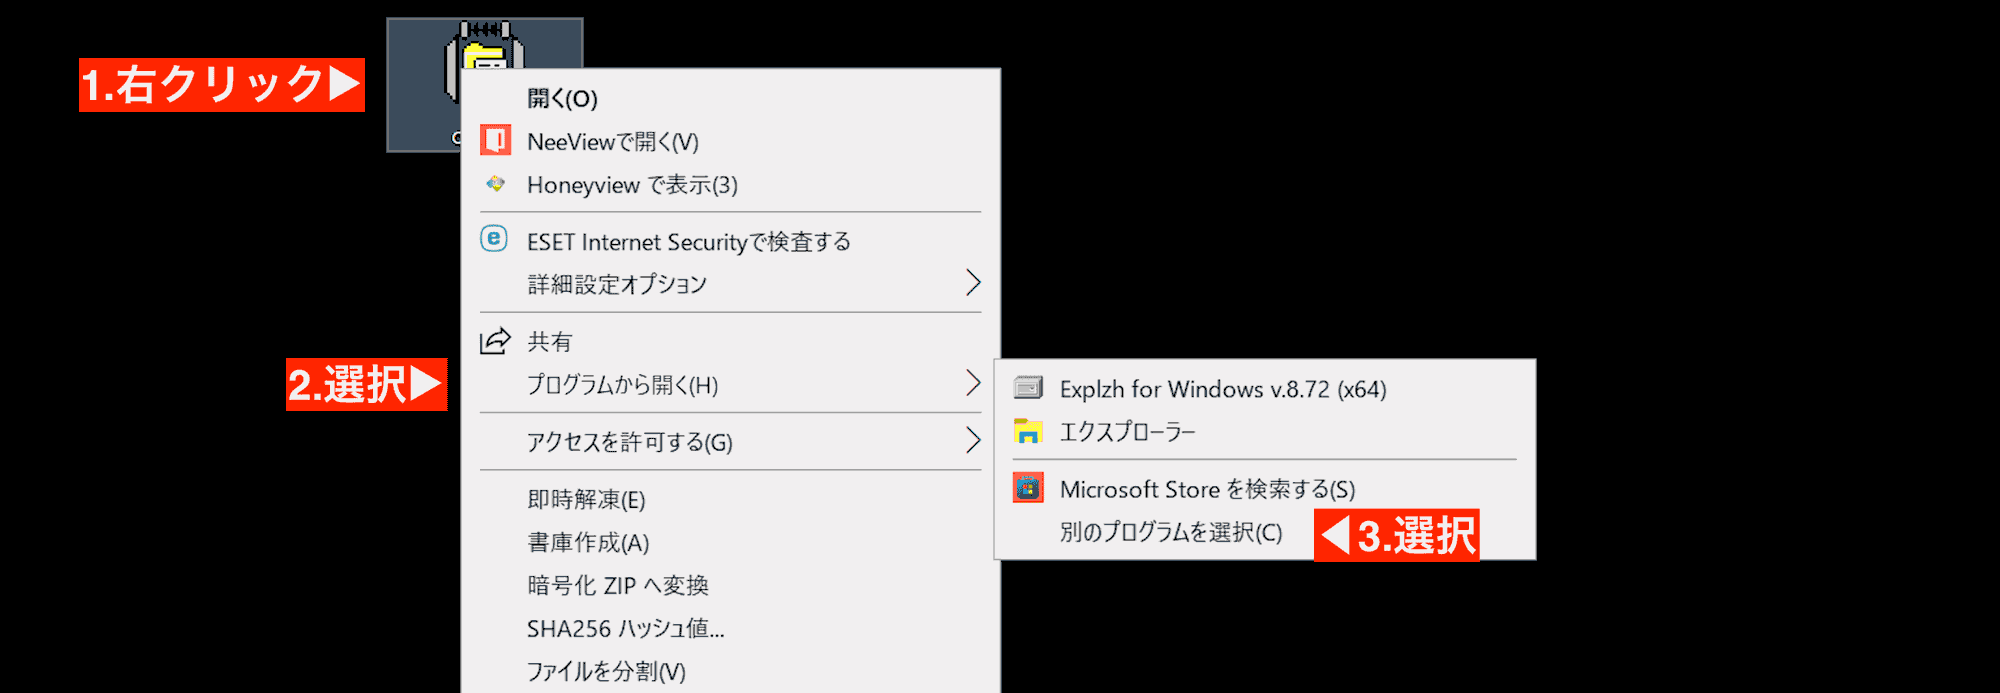 1.右クリック▶
開く(O)
NeeViewで開く(V)
Honeyview で表示(3)
ESET Internet Securityで検査する
詳細設定オプション
共有
2.選択▶
プログラムから開く(H)
アクセスを許可する(G)
即時解凍(E)
書庫作成(A)
暗号化 ZIP へ変換
SHA256 ハッシュ値...
ファイルを分割(V)
Explzh for Windows v.8.72 (x64)
エクスプローラー
Microsoft Store を検索する(S)
別のプログラムを選択(C)
◀3.選択